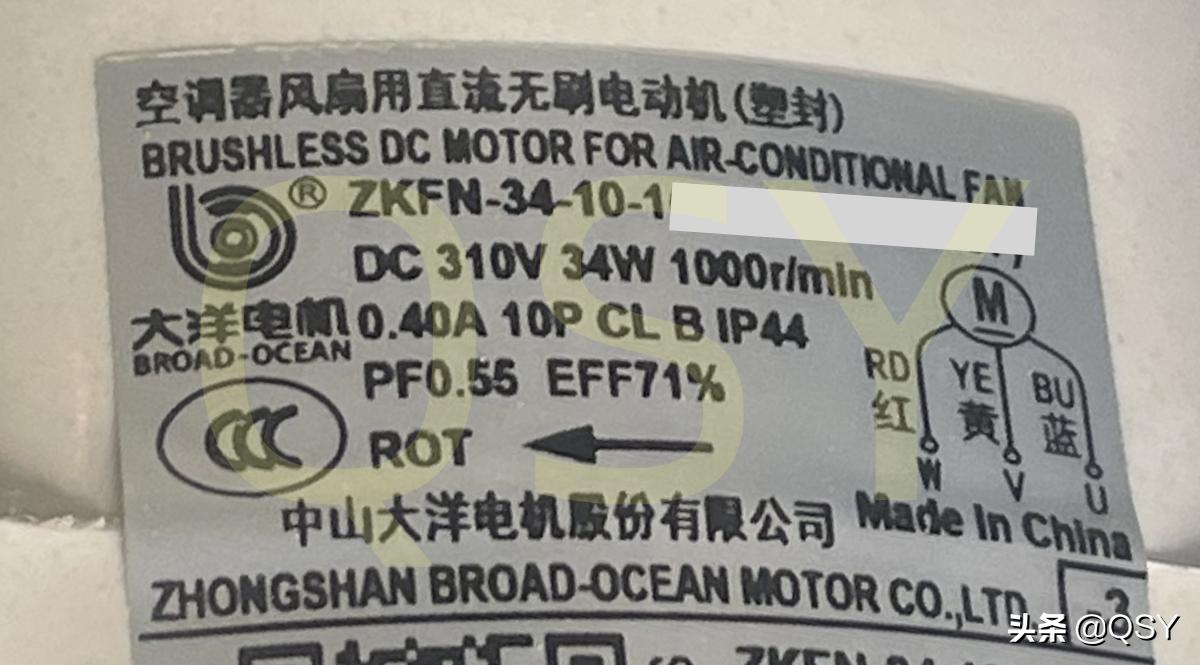 空调器风扇用直流无刷电动机(塑封)
BRUSHLESS DC MOTOR FOR AIR-CONDITIONAL FAN
® ZKFN-34-10-1
DC 310V 34W 1000r/min
大洋电机 0.40A 10P CL B IP44
BROAD-OCEAN
PF0.55 EFF71%
CCC
ROT
M
RD YE BU
红 黄 蓝
W V U
中山大洋电机股份有限公司 Made In China
ZHONGSHAN BROAD-OCEAN MOTOR CO.,LTD
-3
QSY
头条 @QSY